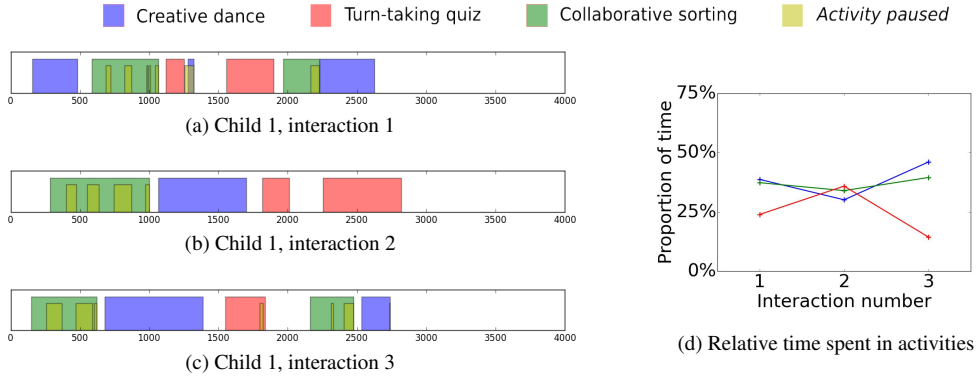 Creative dance Turn-taking quiz Collaborative sorting Activity paused
0 500 1000 1500 2000 2500 3000 3500 4000
(a) Child 1, interaction 1
0 500 1000 1500 2000 2500 3000 3500 4000
(b) Child 1, interaction 2
0 500 1000 1500 2000 2500 3000 3500 4000
(c) Child 1, interaction 3
75%
50%
25%
0%
Proportion of time
1 2 3
Interaction number
(d) Relative time spent in activities